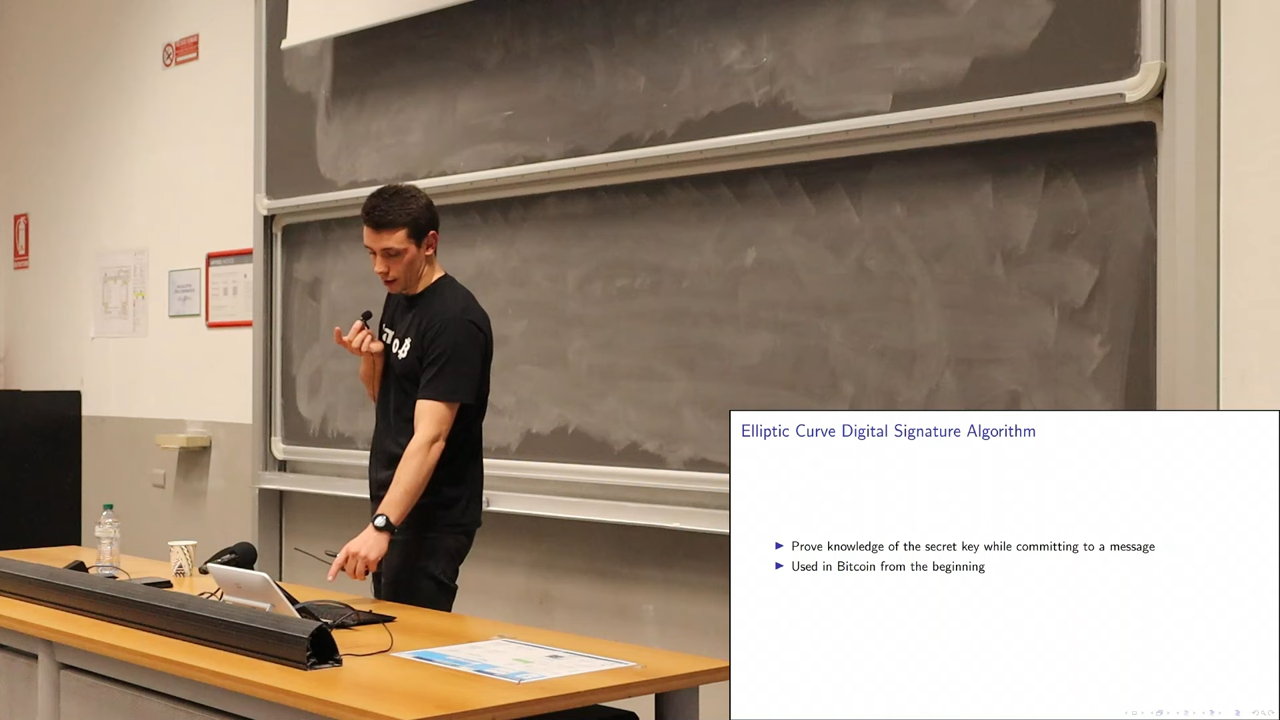 Elliptic Curve Digital Signature Algorithm
Prove knowledge of the secret key while committing to a message
Used in Bitcoin from the beginning